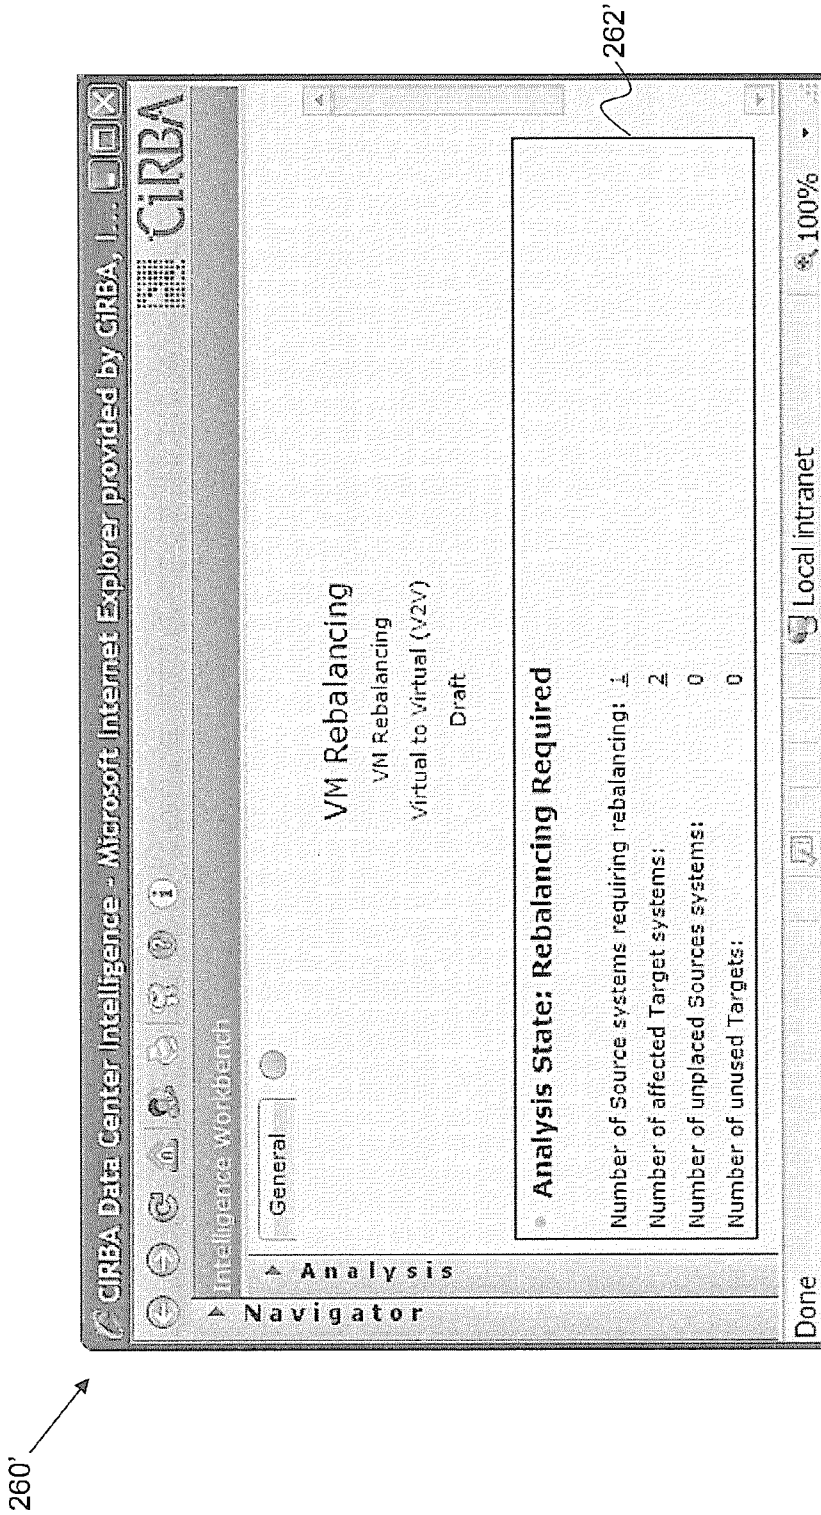 260'
CiRBA Data Center Intelligence - Microsoft Internet Explorer provided by CiRBA, I...
CiRBA
Intelligence Workbench
Navigator
Analysis
General
VM Rebalancing
VM Rebalancing
Virtual to Virtual (V2V)
Draft
Analysis State: Rebalancing Required
Number of Source systems requiring rebalancing: 1
Number of affected Target systems: 2
Number of unplaced Sources systems: 0
Number of unused Targets: 0
262'
Done
Local intranet
100%